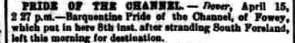 PRIDE OF THE CHANNEL.—Dover, April 15,
2 27 p.m.—Barquentine Pride of the Channel, of Fowey,
which put in here 8th inst. after stranding South Foreland,
left this morning for destination.